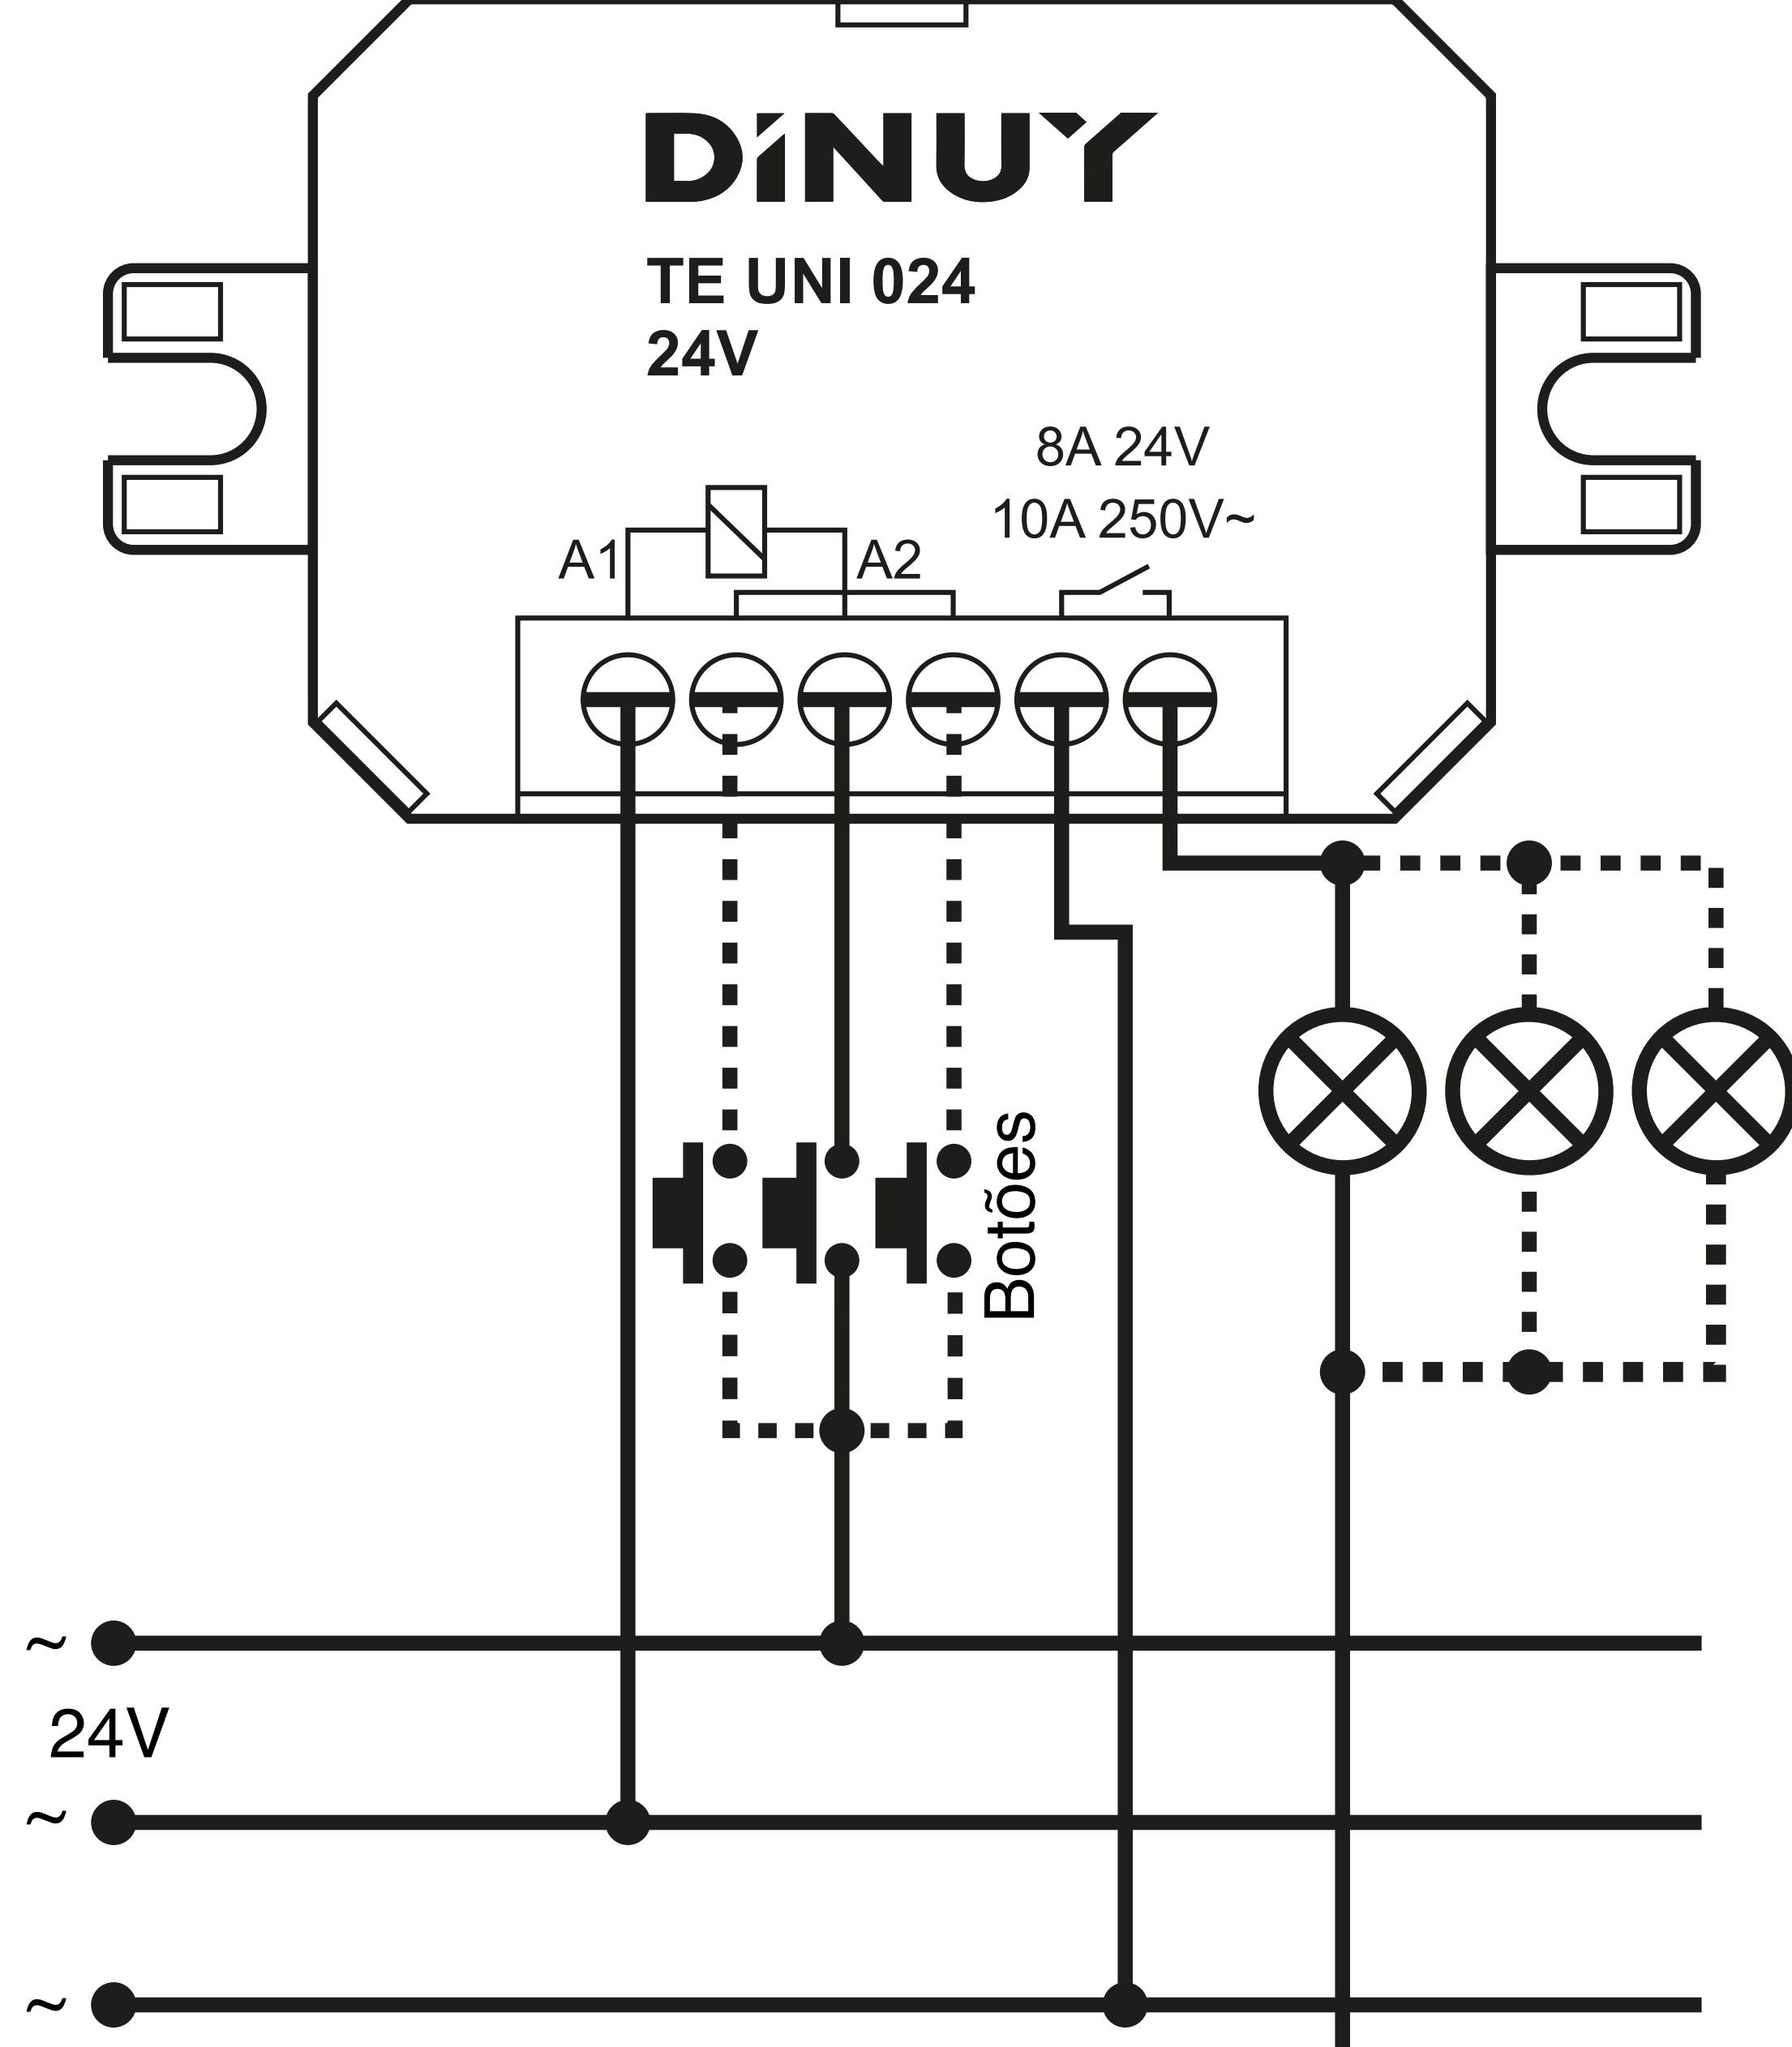 DiNUY
TE UNI 024
24V
8A 24V
10A 250V~
A1
A2
Botões
~
24V
~
~